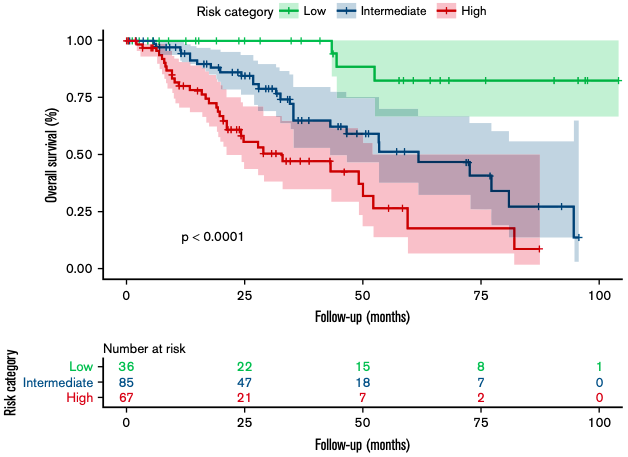 Risk category Low Intermediate High
Overall survival (%)
1.00
0.75
0.50
0.25
0.00
p < 0.0001
0 25 50 75 100
Follow-up (months)
Number at risk
Risk category
Low 36 22 15 8 1
Intermediate 85 47 18 7 0
High 67 21 7 2 0
0 25 50 75 100
Follow-up (months)